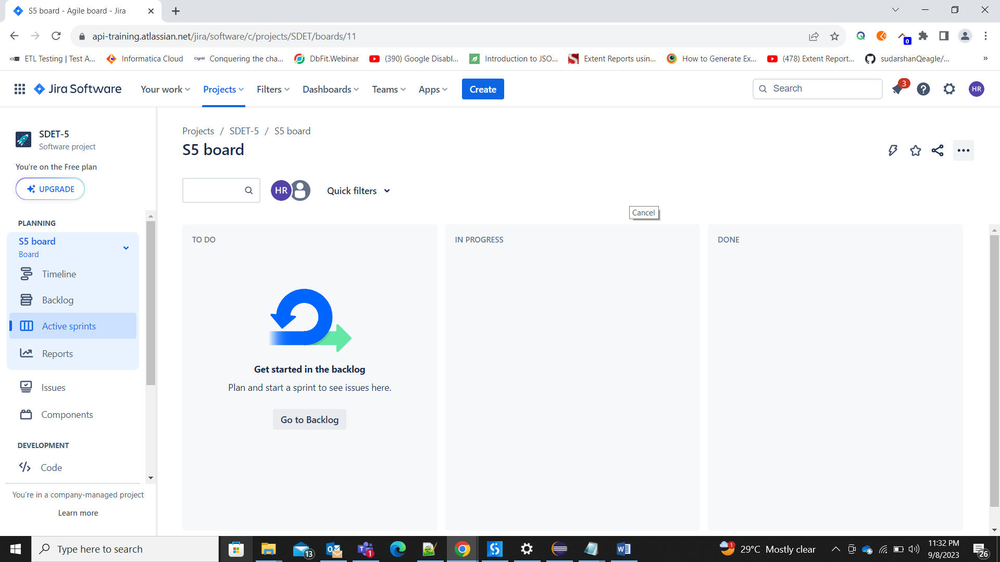 S5 board - Agile board - Jira
api-training.atlassian.net/jira/software/c/projects/SDET/boards/11
0
ETL Testing | Test A...
Informatica Cloud
Cigniti
Conquering the cha...
DbFit.Webinar
(390) Google Disabl...
Introduction to JSO...
Extent Reports usin...
How to Generate Ex...
(478) Extent Report...
sudarshanQeagle/...
»
Jira Software
Your work
Projects
Filters
Dashboards
Teams
Apps
Create
Search
3
HR
SDET-5
Software project
You're on the Free plan
UPGRADE
PLANNING
S5 board
Board
Timeline
Backlog
Active sprints
Reports
Issues
Components
DEVELOPMENT
Code
You're in a company-managed project
Learn more
Projects / SDET-5 / S5 board
S5 board
HR
Quick filters
Cancel
TO DO
IN PROGRESS
DONE
Get started in the backlog
Plan and start a sprint to see issues here.
Go to Backlog
Type here to search
13
1
1
29°C Mostly clear
11:32 PM
9/8/2023
26